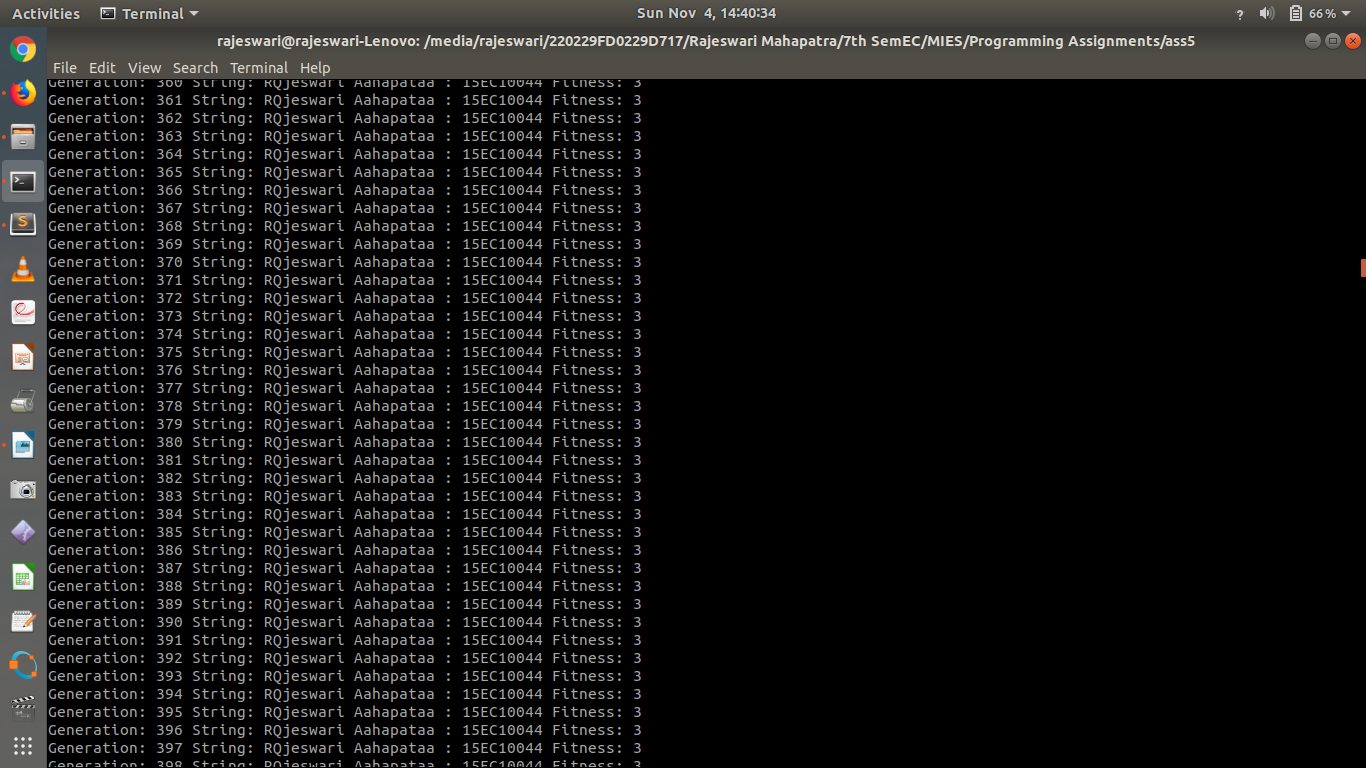 Activities Terminal Sun Nov 4, 14:40:34 ? 66%
rajeswari@rajeswari-Lenovo: /media/rajeswari/220229FD0229D717/Rajeswari Mahapatra/7th SemEC/MIES/Programming Assignments/ass5
File Edit View Search Terminal Help
Generation: 360 String: RQjeswari Aahapataa : 15EC10044 Fitness: 3
Generation: 361 String: RQjeswari Aahapataa : 15EC10044 Fitness: 3
Generation: 362 String: RQjeswari Aahapataa : 15EC10044 Fitness: 3
Generation: 363 String: RQjeswari Aahapataa : 15EC10044 Fitness: 3
Generation: 364 String: RQjeswari Aahapataa : 15EC10044 Fitness: 3
Generation: 365 String: RQjeswari Aahapataa : 15EC10044 Fitness: 3
Generation: 366 String: RQjeswari Aahapataa : 15EC10044 Fitness: 3
Generation: 367 String: RQjeswari Aahapataa : 15EC10044 Fitness: 3
Generation: 368 String: RQjeswari Aahapataa : 15EC10044 Fitness: 3
Generation: 369 String: RQjeswari Aahapataa : 15EC10044 Fitness: 3
Generation: 370 String: RQjeswari Aahapataa : 15EC10044 Fitness: 3
Generation: 371 String: RQjeswari Aahapataa : 15EC10044 Fitness: 3
Generation: 372 String: RQjeswari Aahapataa : 15EC10044 Fitness: 3
Generation: 373 String: RQjeswari Aahapataa : 15EC10044 Fitness: 3
Generation: 374 String: RQjeswari Aahapataa : 15EC10044 Fitness: 3
Generation: 375 String: RQjeswari Aahapataa : 15EC10044 Fitness: 3
Generation: 376 String: RQjeswari Aahapataa : 15EC10044 Fitness: 3
Generation: 377 String: RQjeswari Aahapataa : 15EC10044 Fitness: 3
Generation: 378 String: RQjeswari Aahapataa : 15EC10044 Fitness: 3
Generation: 379 String: RQjeswari Aahapataa : 15EC10044 Fitness: 3
Generation: 380 String: RQjeswari Aahapataa : 15EC10044 Fitness: 3
Generation: 381 String: RQjeswari Aahapataa : 15EC10044 Fitness: 3
Generation: 382 String: RQjeswari Aahapataa : 15EC10044 Fitness: 3
Generation: 383 String: RQjeswari Aahapataa : 15EC10044 Fitness: 3
Generation: 384 String: RQjeswari Aahapataa : 15EC10044 Fitness: 3
Generation: 385 String: RQjeswari Aahapataa : 15EC10044 Fitness: 3
Generation: 386 String: RQjeswari Aahapataa : 15EC10044 Fitness: 3
Generation: 387 String: RQjeswari Aahapataa : 15EC10044 Fitness: 3
Generation: 388 String: RQjeswari Aahapataa : 15EC10044 Fitness: 3
Generation: 389 String: RQjeswari Aahapataa : 15EC10044 Fitness: 3
Generation: 390 String: RQjeswari Aahapataa : 15EC10044 Fitness: 3
Generation: 391 String: RQjeswari Aahapataa : 15EC10044 Fitness: 3
Generation: 392 String: RQjeswari Aahapataa : 15EC10044 Fitness: 3
Generation: 393 String: RQjeswari Aahapataa : 15EC10044 Fitness: 3
Generation: 394 String: RQjeswari Aahapataa : 15EC10044 Fitness: 3
Generation: 395 String: RQjeswari Aahapataa : 15EC10044 Fitness: 3
Generation: 396 String: RQjeswari Aahapataa : 15EC10044 Fitness: 3
Generation: 397 String: RQjeswari Aahapataa : 15EC10044 Fitness: 3
Generation: 398 String: RQjeswari Aahapataa : 15EC10044 Fitness: 3